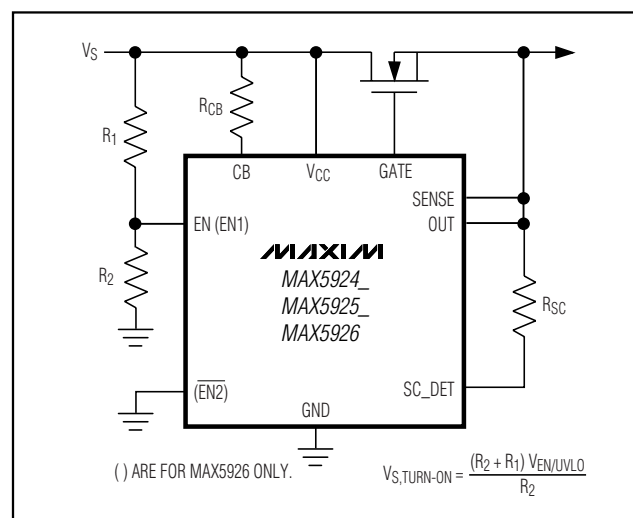 V_S
R_CB
R_1
CB
V_CC
GATE
SENSE
EN (EN1)
OUT
MAXIM
R_2
MAX5924_
MAX5925_
MAX5926
R_SC
(E̅N̅2̅)
SC_DET
GND
( ) ARE FOR MAX5926 ONLY.
V_S,TURN-ON = (R_2 + R_1) V_EN/UVLO
R_2